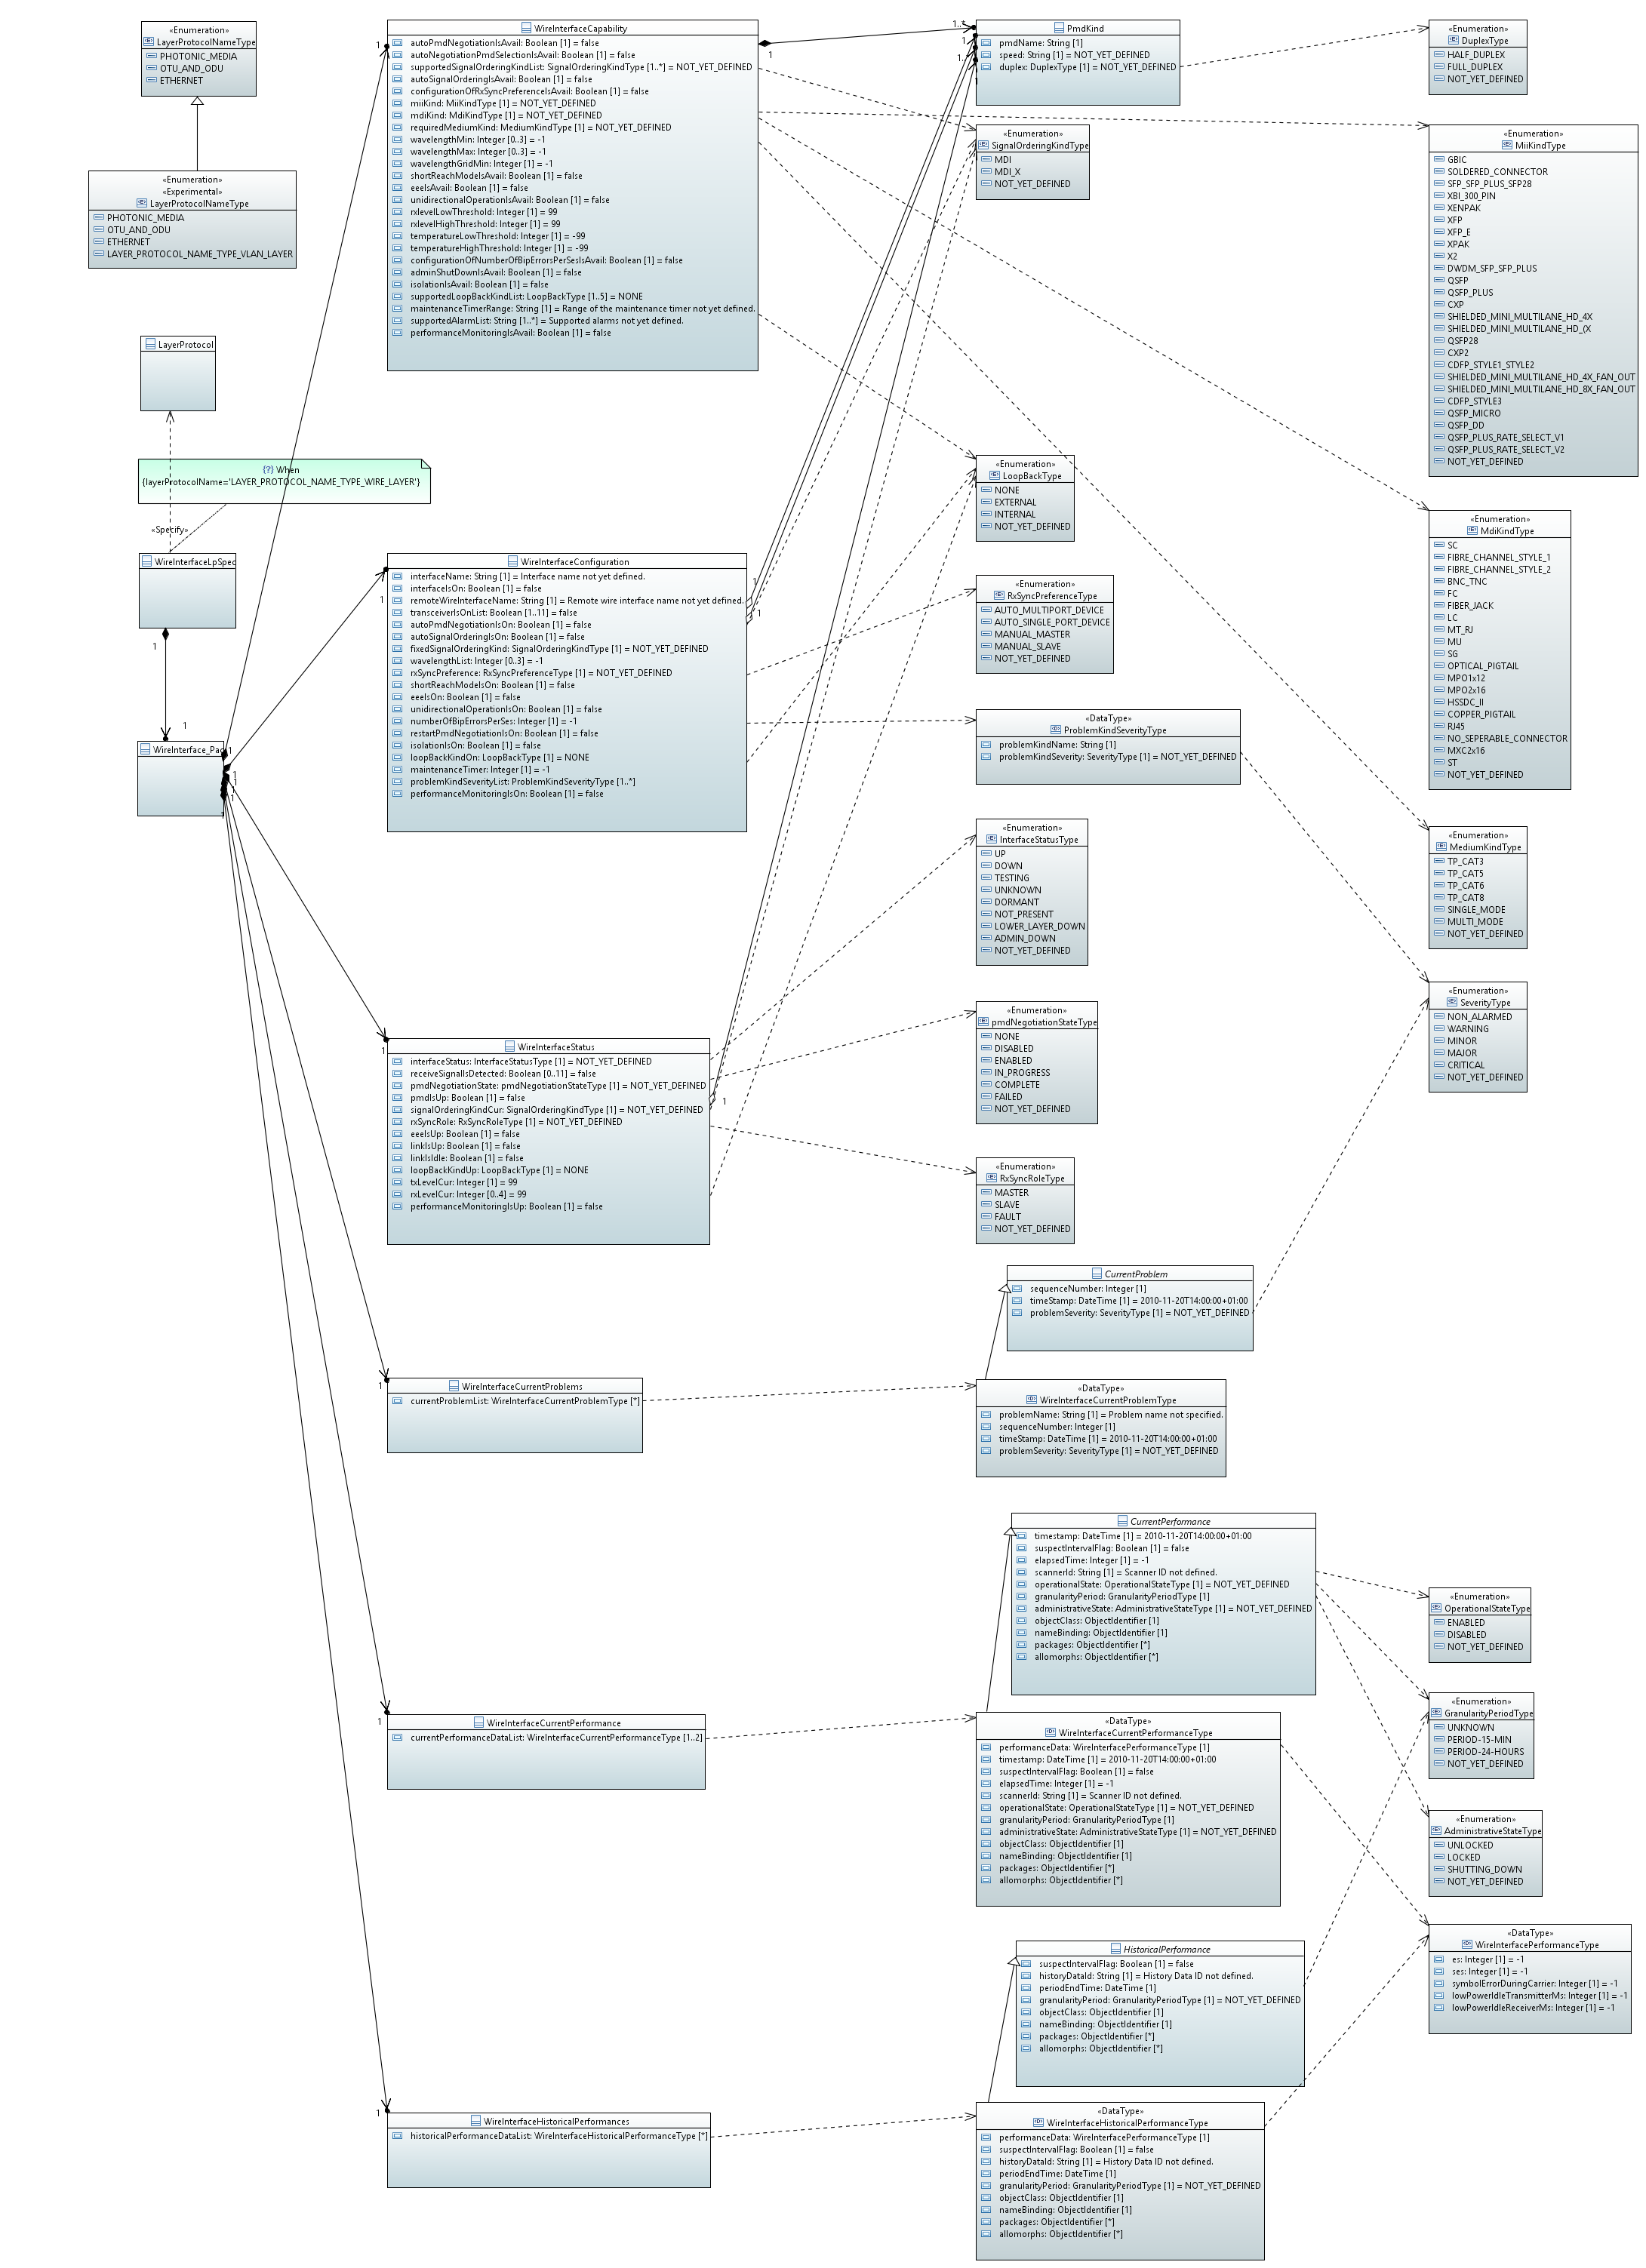 «Enumeration»
LayerProtocolNameType
PHOTONIC_MEDIA
OTU_AND_ODU
ETHERNET
«Enumeration»
«Experimental»
LayerProtocolNameType
PHOTONIC_MEDIA
OTU_AND_ODU
ETHERNET
LAYER_PROTOCOL_NAME_TYPE_VLAN_LAYER
LayerProtocol
{?} When
{layerProtocolName='LAYER_PROTOCOL_NAME_TYPE_WIRE_LAYER'}
«Specify»
WireInterfaceLpSpec
1
1
WireInterface_Pac
1
1
1
1
1
WireInterfaceCapability
1
autoPmdNegotiationIsAvail: Boolean [1] = false
autoNegotiationPmdSelectionIsAvail: Boolean [1] = false
supportedSignalOrderingKindList: SignalOrderingKindType [1..*] = NOT_YET_DEFINED
autoSignalOrderingIsAvail: Boolean [1] = false
configurationOfRxSyncPreferenceIsAvail: Boolean [1] = false
miiKind: MiiKindType [1] = NOT_YET_DEFINED
mdiKind: MdiKindType [1] = NOT_YET_DEFINED
requiredMediumKind: MediumKindType [1] = NOT_YET_DEFINED
wavelengthMin: Integer [0..3] = -1
wavelengthMax: Integer [0..3] = -1
wavelengthGridMin: Integer [1] = -1
shortReachModeIsAvail: Boolean [1] = false
eeeIsAvail: Boolean [1] = false
unidirectionalOperationIsAvail: Boolean [1] = false
rxlevelLowThreshold: Integer [1] = 99
rxlevelHighThreshold: Integer [1] = 99
temperatureLowThreshold: Integer [1] = -99
temperatureHighThreshold: Integer [1] = -99
configurationOfNumberOfBipErrorsPerSesIsAvail: Boolean [1] = false
adminShutDownIsAvail: Boolean [1] = false
isolationIsAvail: Boolean [1] = false
supportedLoopBackKindList: LoopBackType [1..5] = NONE
maintenanceTimerRange: String [1] = Range of the maintenance timer not yet defined.
supportedAlarmList: String [1..*] = Supported alarms not yet defined.
performanceMonitoringIsAvail: Boolean [1] = false
1
WireInterfaceConfiguration
1
interfaceName: String [1] = Interface name not yet defined.
interfaceIsOn: Boolean [1] = false
remoteWireInterfaceName: String [1] = Remote wire interface name not yet defined.
transceiverIsOnList: Boolean [1..11] = false
autoPmdNegotiationIsOn: Boolean [1] = false
autoSignalOrderingIsOn: Boolean [1] = false
fixedSignalOrderingKind: SignalOrderingKindType [1] = NOT_YET_DEFINED
wavelengthList: Integer [0..3] = -1
rxSyncPreference: RxSyncPreferenceType [1] = NOT_YET_DEFINED
shortReachModeIsOn: Boolean [1] = false
eeeIsOn: Boolean [1] = false
unidirectionalOperationIsOn: Boolean [1] = false
numberOfBipErrorsPerSes: Integer [1] = -1
restartPmdNegotiationIsOn: Boolean [1] = false
isolationIsOn: Boolean [1] = false
loopBackKindOn: LoopBackType [1] = NONE
maintenanceTimer: Integer [1] = -1
problemKindSeverityList: ProblemKindSeverityType [1..*]
performanceMonitoringIsOn: Boolean [1] = false
1
1
WireInterfaceStatus
1
interfaceStatus: InterfaceStatusType [1] = NOT_YET_DEFINED
receiveSignalIsDetected: Boolean [0..11] = false
pmdNegotiationState: pmdNegotiationStateType [1] = NOT_YET_DEFINED
pmdIsUp: Boolean [1] = false
signalOrderingKindCur: SignalOrderingKindType [1] = NOT_YET_DEFINED
rxSyncRole: RxSyncRoleType [1] = NOT_YET_DEFINED
eeeIsUp: Boolean [1] = false
linkIsUp: Boolean [1] = false
linkIsIdle: Boolean [1] = false
loopBackKindUp: LoopBackType [1] = NONE
txLevelCur: Integer [1] = 99
rxLevelCur: Integer [0..4] = 99
performanceMonitoringIsUp: Boolean [1] = false
1
WireInterfaceCurrentProblems
1
currentProblemList: WireInterfaceCurrentProblemType [*]
WireInterfaceCurrentPerformance
1
currentPerformanceDataList: WireInterfaceCurrentPerformanceType [1..2]
WireInterfaceHistoricalPerformances
1
historicalPerformanceDataList: WireInterfaceHistoricalPerformanceType [*]
PmdKind
1..*
1
1..
1
pmdName: String [1]
speed: String [1] = NOT_YET_DEFINED
duplex: DuplexType [1] = NOT_YET_DEFINED
«Enumeration»
SignalOrderingKindType
MDI
MDI_X
NOT_YET_DEFINED
«Enumeration»
LoopBackType
NONE
EXTERNAL
INTERNAL
NOT_YET_DEFINED
«Enumeration»
RxSyncPreferenceType
AUTO_MULTIPORT_DEVICE
AUTO_SINGLE_PORT_DEVICE
MANUAL_MASTER
MANUAL_SLAVE
NOT_YET_DEFINED
«DataType»
ProblemKindSeverityType
problemKindName: String [1]
problemKindSeverity: SeverityType [1] = NOT_YET_DEFINED
«Enumeration»
InterfaceStatusType
UP
DOWN
TESTING
UNKNOWN
DORMANT
NOT_PRESENT
LOWER_LAYER_DOWN
ADMIN_DOWN
NOT_YET_DEFINED
«Enumeration»
pmdNegotiationStateType
NONE
DISABLED
ENABLED
IN_PROGRESS
COMPLETE
FAILED
NOT_YET_DEFINED
«Enumeration»
RxSyncRoleType
MASTER
SLAVE
FAULT
NOT_YET_DEFINED
CurrentProblem
sequenceNumber: Integer [1]
timeStamp: DateTime [1] = 2010-11-20T14:00:00+01:00
problemSeverity: SeverityType [1] = NOT_YET_DEFINED
«DataType»
WireInterfaceCurrentProblemType
problemName: String [1] = Problem name not specified.
sequenceNumber: Integer [1]
timeStamp: DateTime [1] = 2010-11-20T14:00:00+01:00
problemSeverity: SeverityType [1] = NOT_YET_DEFINED
CurrentPerformance
timestamp: DateTime [1] = 2010-11-20T14:00:00+01:00
suspectIntervalFlag: Boolean [1] = false
elapsedTime: Integer [1] = -1
scannerId: String [1] = Scanner ID not defined.
operationalState: OperationalStateType [1] = NOT_YET_DEFINED
granularityPeriod: GranularityPeriodType [1]
administrativeState: AdministrativeStateType [1] = NOT_YET_DEFINED
objectClass: ObjectIdentifier [1]
nameBinding: ObjectIdentifier [1]
packages: ObjectIdentifier [*]
allomorphs: ObjectIdentifier [*]
«DataType»
WireInterfaceCurrentPerformanceType
performanceData: WireInterfacePerformanceType [1]
timestamp: DateTime [1] = 2010-11-20T14:00:00+01:00
suspectIntervalFlag: Boolean [1] = false
elapsedTime: Integer [1] = -1
scannerId: String [1] = Scanner ID not defined.
operationalState: OperationalStateType [1] = NOT_YET_DEFINED
granularityPeriod: GranularityPeriodType [1]
administrativeState: AdministrativeStateType [1] = NOT_YET_DEFINED
objectClass: ObjectIdentifier [1]
nameBinding: ObjectIdentifier [1]
packages: ObjectIdentifier [*]
allomorphs: ObjectIdentifier [*]
HistoricalPerformance
suspectIntervalFlag: Boolean [1] = false
historyDataId: String [1] = History Data ID not defined.
periodEndTime: DateTime [1]
granularityPeriod: GranularityPeriodType [1] = NOT_YET_DEFINED
objectClass: ObjectIdentifier [1]
nameBinding: ObjectIdentifier [1]
packages: ObjectIdentifier [*]
allomorphs: ObjectIdentifier [*]
«DataType»
WireInterfaceHistoricalPerformanceType
performanceData: WireInterfacePerformanceType [1]
suspectIntervalFlag: Boolean [1] = false
historyDataId: String [1] = History Data ID not defined.
periodEndTime: DateTime [1]
granularityPeriod: GranularityPeriodType [1] = NOT_YET_DEFINED
objectClass: ObjectIdentifier [1]
nameBinding: ObjectIdentifier [1]
packages: ObjectIdentifier [*]
allomorphs: ObjectIdentifier [*]
«Enumeration»
DuplexType
HALF_DUPLEX
FULL_DUPLEX
NOT_YET_DEFINED
«Enumeration»
MiiKindType
GBIC
SOLDERED_CONNECTOR
SFP_SFP_PLUS_SFP28
XBI_300_PIN
XENPAK
XFP
XFP_E
XPAK
X2
DWDM_SFP_SFP_PLUS
QSFP
QSFP_PLUS
CXP
SHIELDED_MINI_MULTILANE_HD_4X
SHIELDED_MINI_MULTILANE_HD_(X
QSFP28
CXP2
CDFP_STYLE1_STYLE2
SHIELDED_MINI_MULTILANE_HD_4X_FAN_OUT
SHIELDED_MINI_MULTILANE_HD_8X_FAN_OUT
CDFP_STYLE3
QSFP_MICRO
QSFP_DD
QSFP_PLUS_RATE_SELECT_V1
QSFP_PLUS_RATE_SELECT_V2
NOT_YET_DEFINED
«Enumeration»
MdiKindType
SC
FIBRE_CHANNEL_STYLE_1
FIBRE_CHANNEL_STYLE_2
BNC_TNC
FC
FIBER_JACK
LC
MT_RJ
MU
SG
OPTICAL_PIGTAIL
MPO1x12
MPO2x16
HSSDC_II
COPPER_PIGTAIL
RJ45
NO_SEPERABLE_CONNECTOR
MXC2x16
ST
NOT_YET_DEFINED
«Enumeration»
MediumKindType
TP_CAT3
TP_CAT5
TP_CAT6
TP_CAT8
SINGLE_MODE
MULTI_MODE
NOT_YET_DEFINED
«Enumeration»
SeverityType
NON_ALARMED
WARNING
MINOR
MAJOR
CRITICAL
NOT_YET_DEFINED
«Enumeration»
OperationalStateType
ENABLED
DISABLED
NOT_YET_DEFINED
«Enumeration»
GranularityPeriodType
UNKNOWN
PERIOD-15-MIN
PERIOD-24-HOURS
NOT_YET_DEFINED
«Enumeration»
AdministrativeStateType
UNLOCKED
LOCKED
SHUTTING_DOWN
NOT_YET_DEFINED
«DataType»
WireInterfacePerformanceType
es: Integer [1] = -1
ses: Integer [1] = -1
symbolErrorDuringCarrier: Integer [1] = -1
lowPowerIdleTransmitterMs: Integer [1] = -1
lowPowerIdleReceiverMs: Integer [1] = -1